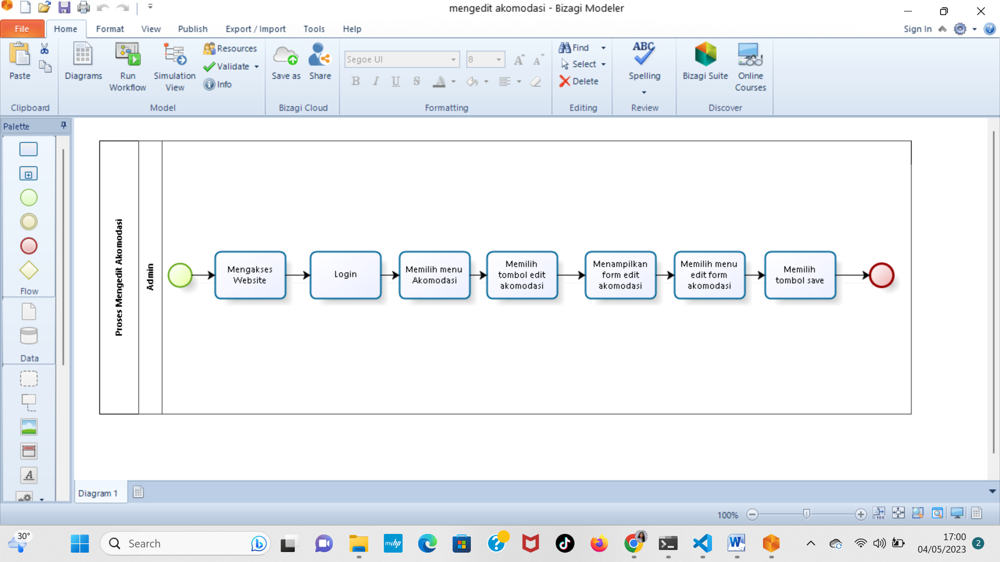 mengedit akomodasi - Bizagi Modeler
File Home Format View Publish Export / Import Tools Help Sign In
Paste
Clipboard
Diagrams
Run
Workflow
Simulation
View
Resources
Validate
Info
Model
Save as
Share
Bizagi Cloud
Segoe UI 8
B I U S A
Formatting
Find
Select
Delete
Editing
ABC
Spelling
Review
Bizagi Suite
Online
Courses
Discover
Palette
Flow
Data
Proses Mengedit Akomodasi
Admin
Mengakses
Website
Login
Memilih menu
Akomodasi
Memilih
tombol edit
akomodasi
Menampilkan
form edit
akomodasi
Memilih menu
edit form
akomodasi
Memilih
tombol save
A
Diagram 1
100%
30°
Search
myhp
17:00
04/05/2023
2